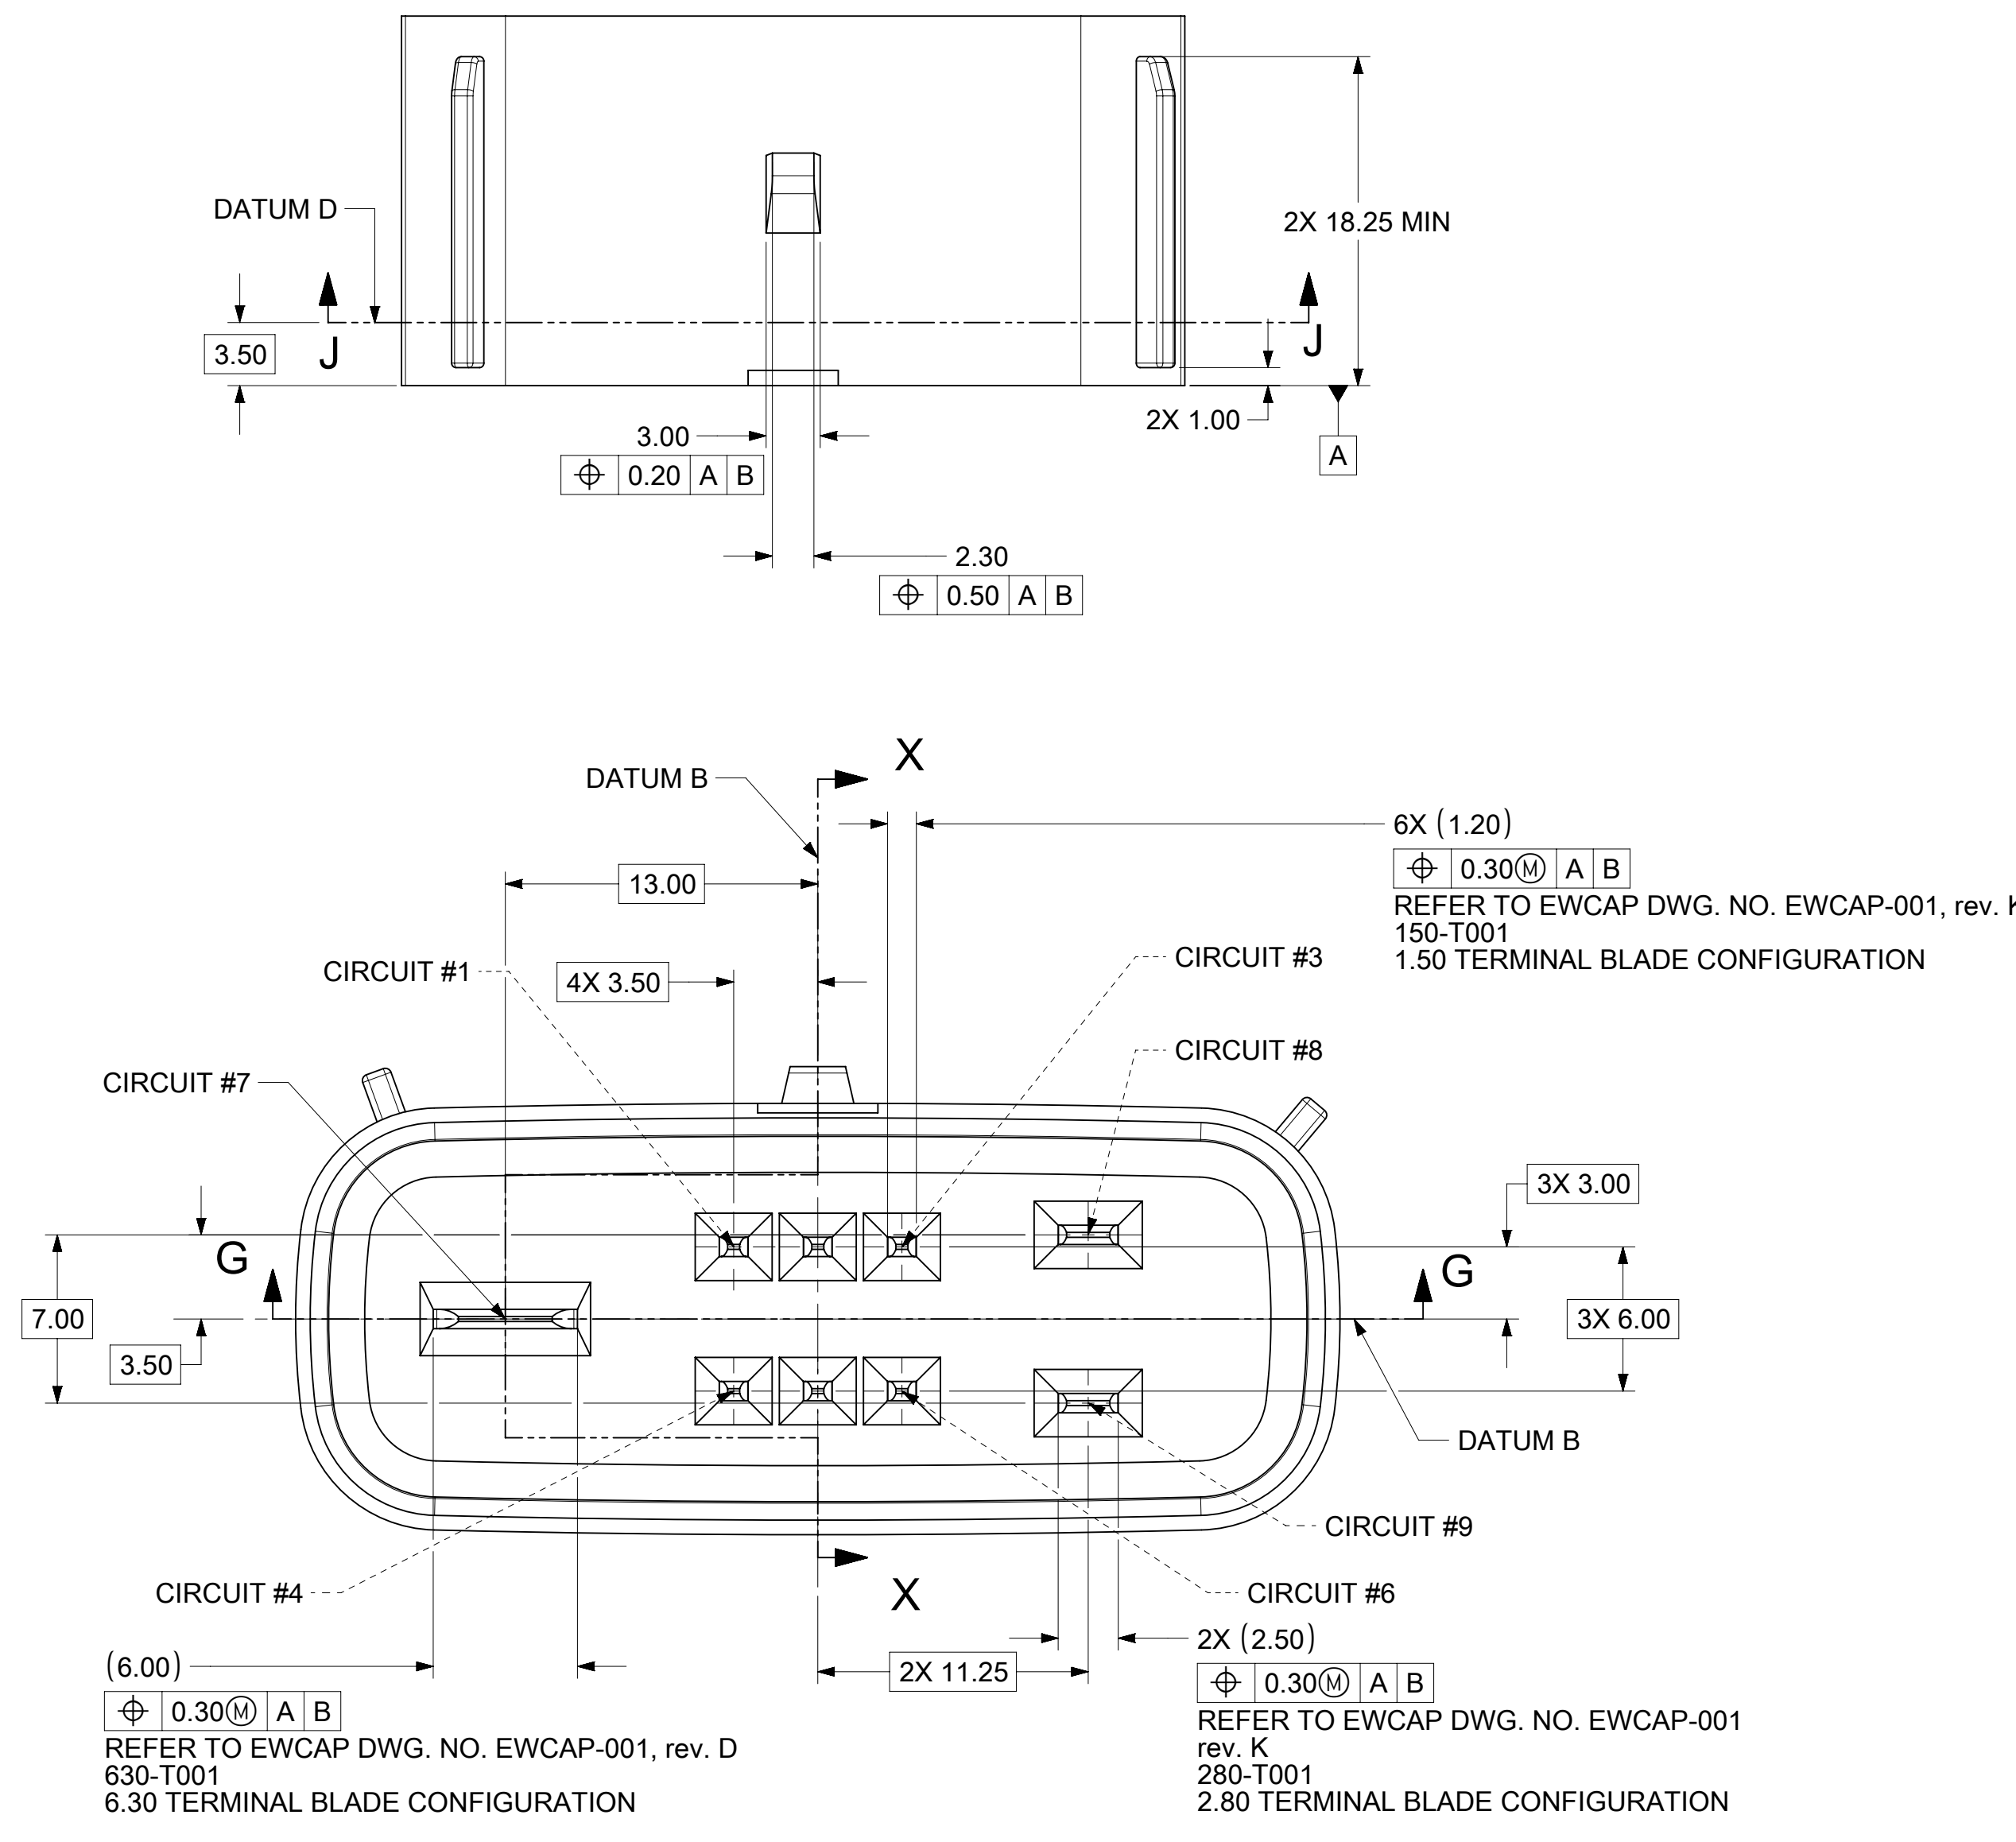 DATUM D
2X 18.25 MIN
3.50
J
J
2X 1.00
A
3.00
⌖ 0.20 A B
2.30
⌖ 0.50 A B
X
DATUM B
6X (1.20)
⌖ 0.30Ⓜ A B
REFER TO EWCAP DWG. NO. EWCAP-001, rev.
150-T001
1.50 TERMINAL BLADE CONFIGURATION
13.00
CIRCUIT #1
4X 3.50
CIRCUIT #3
CIRCUIT #8
CIRCUIT #7
3X 3.00
G
G
7.00
3X 6.00
3.50
DATUM B
CIRCUIT #9
CIRCUIT #4
X
CIRCUIT #6
(6.00)
⌖ 0.30Ⓜ A B
REFER TO EWCAP DWG. NO. EWCAP-001, rev. D
630-T001
6.30 TERMINAL BLADE CONFIGURATION
2X 11.25
2X (2.50)
⌖ 0.30Ⓜ A B
REFER TO EWCAP DWG. NO. EWCAP-001
rev. K
280-T001
2.80 TERMINAL BLADE CONFIGURATION